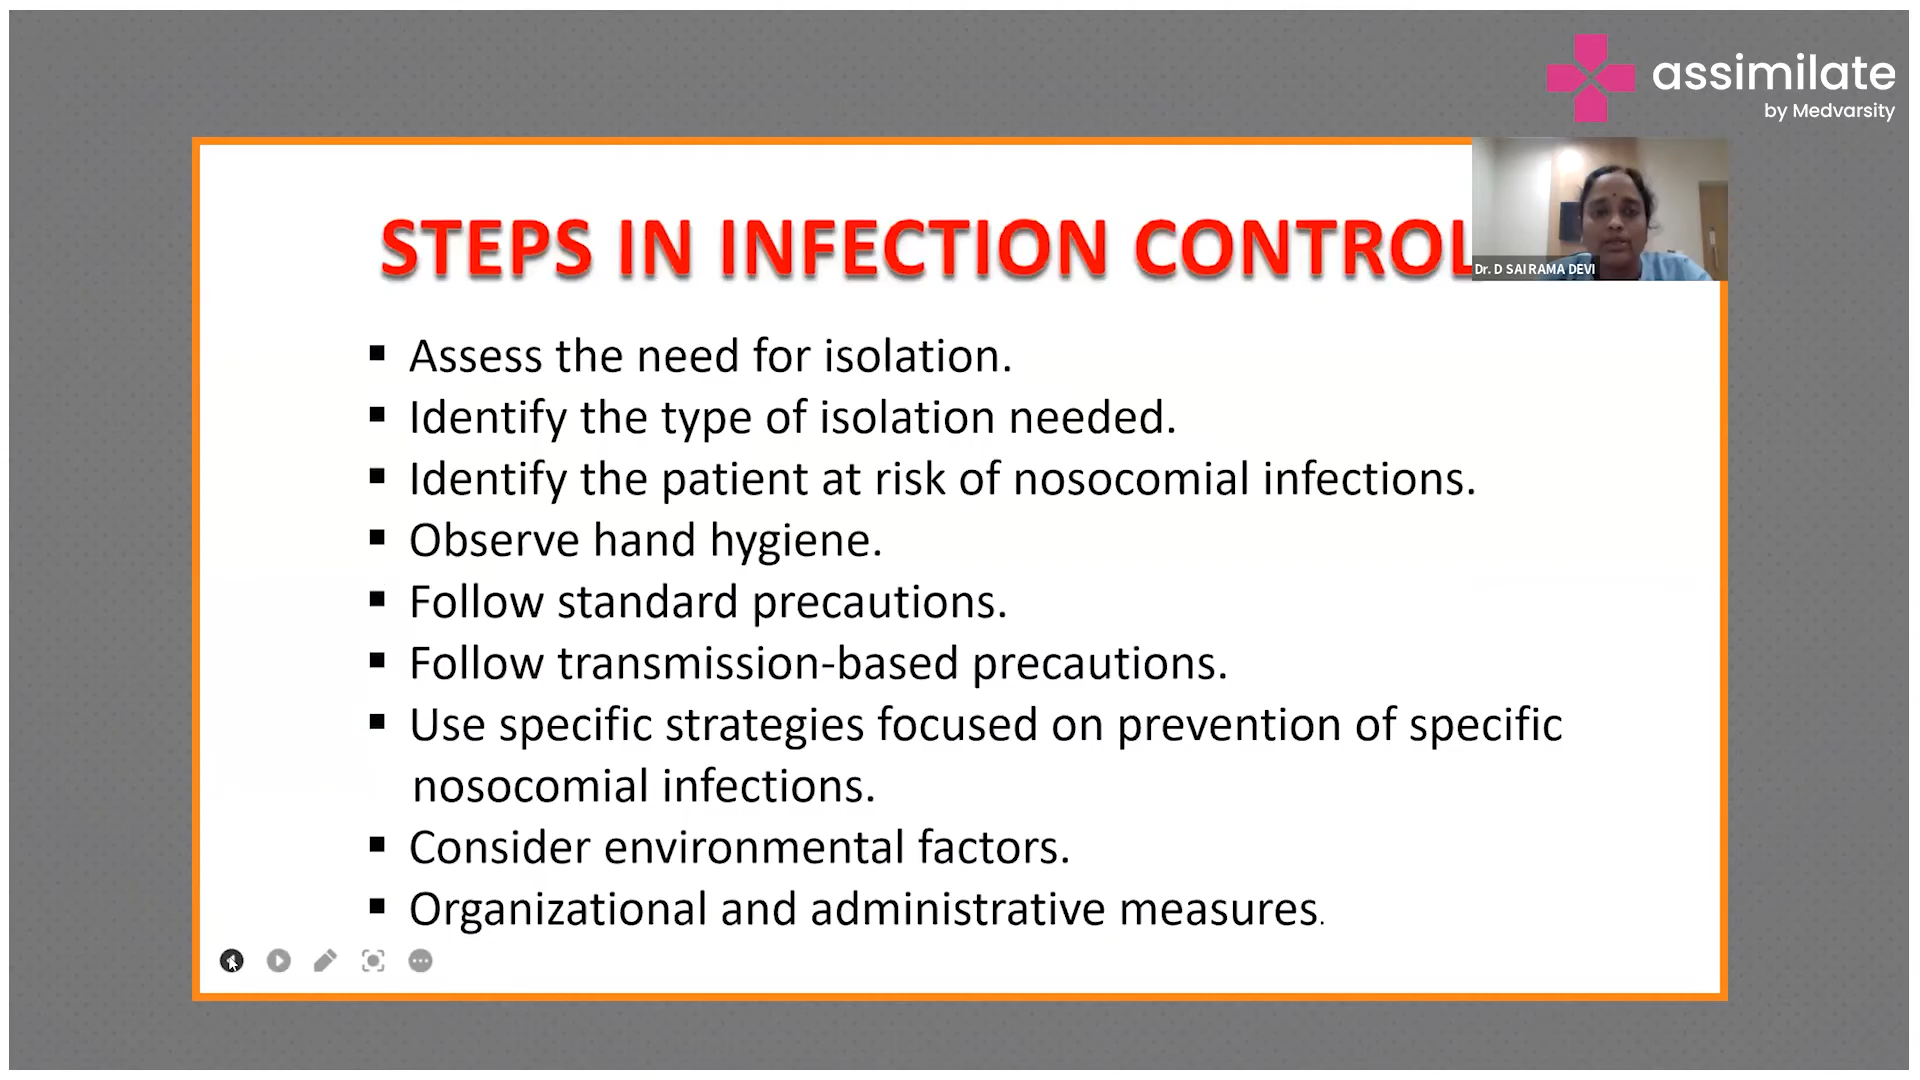 assimilate
by Medvarsity
STEPS IN INFECTION CONTROL
Dr. D SAI RAMA DEVI
▪ Assess the need for isolation.
▪ Identify the type of isolation needed.
▪ Identify the patient at risk of nosocomial infections.
▪ Observe hand hygiene.
▪ Follow standard precautions.
▪ Follow transmission-based precautions.
▪ Use specific strategies focused on prevention of specific
nosocomial infections.
▪ Consider environmental factors.
▪ Organizational and administrative measures.